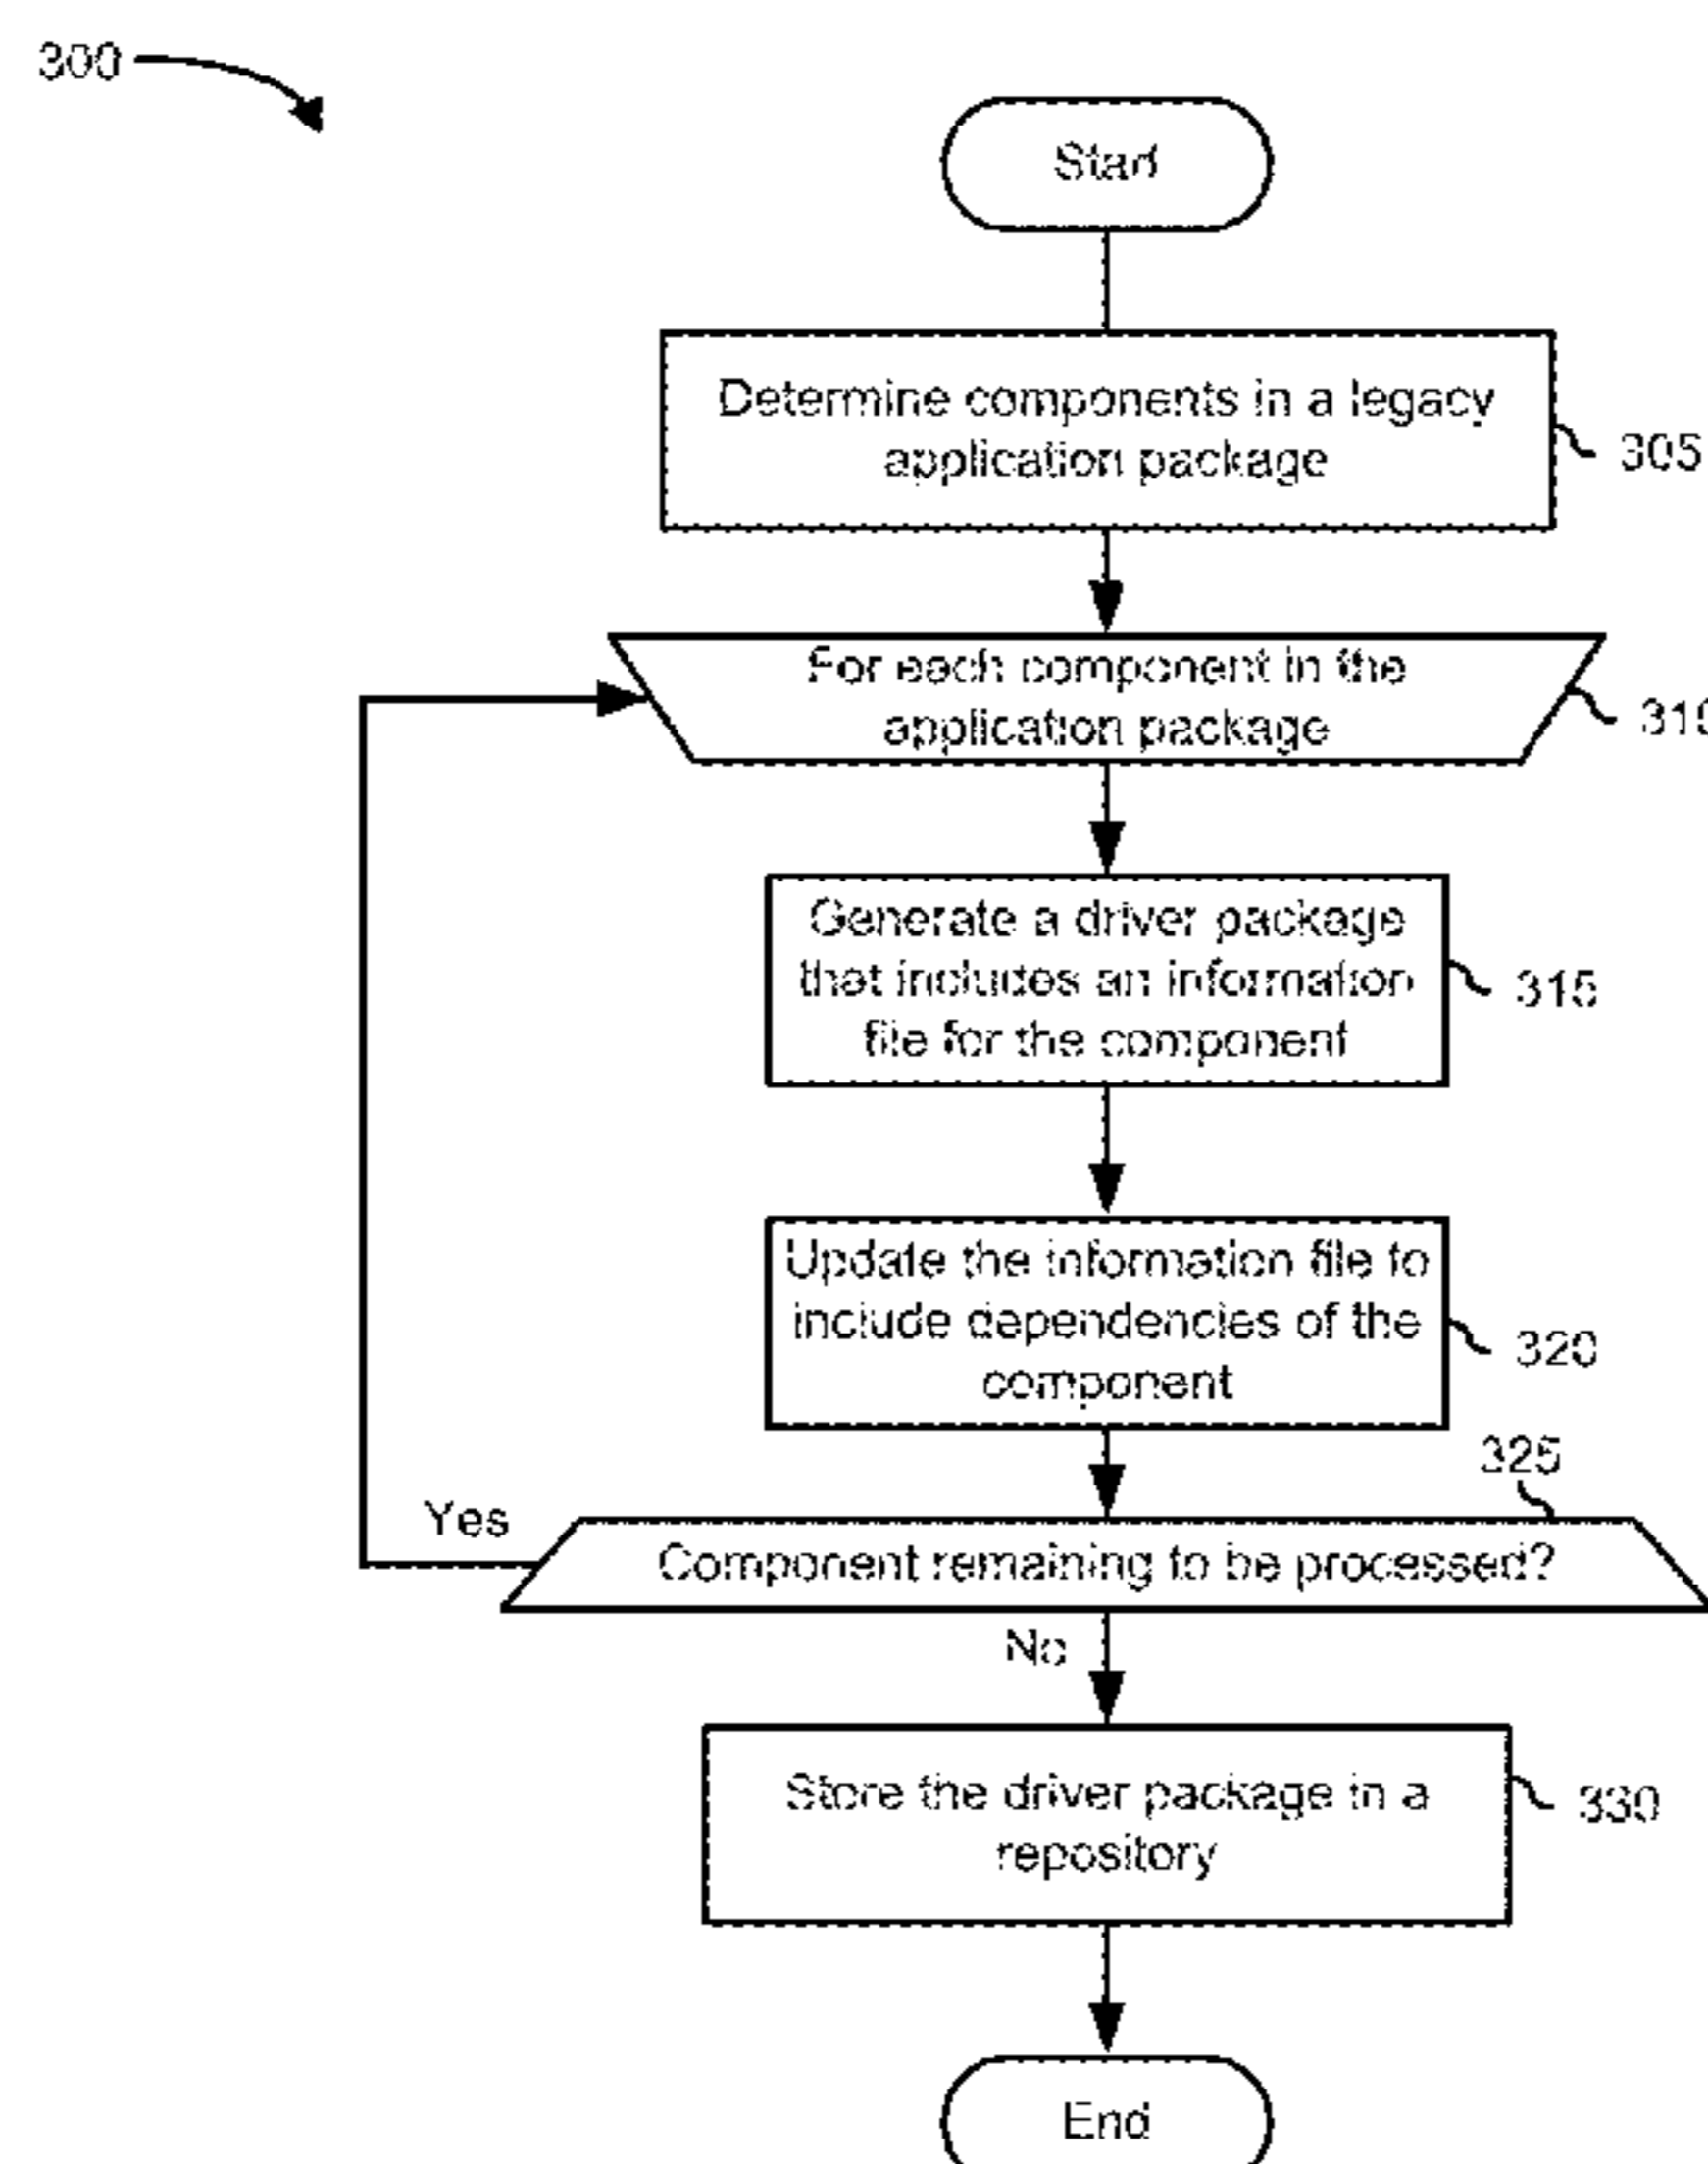 300
Start
Determine components in a legacy
application package
305
For each component in the
application package
310
Generate a driver package
that includes an information
file for the component
315
Update the information file to
include dependencies of the
component
320
325
Yes
Component remaining to be processed?
No
Store the driver package in a
repository
330
End